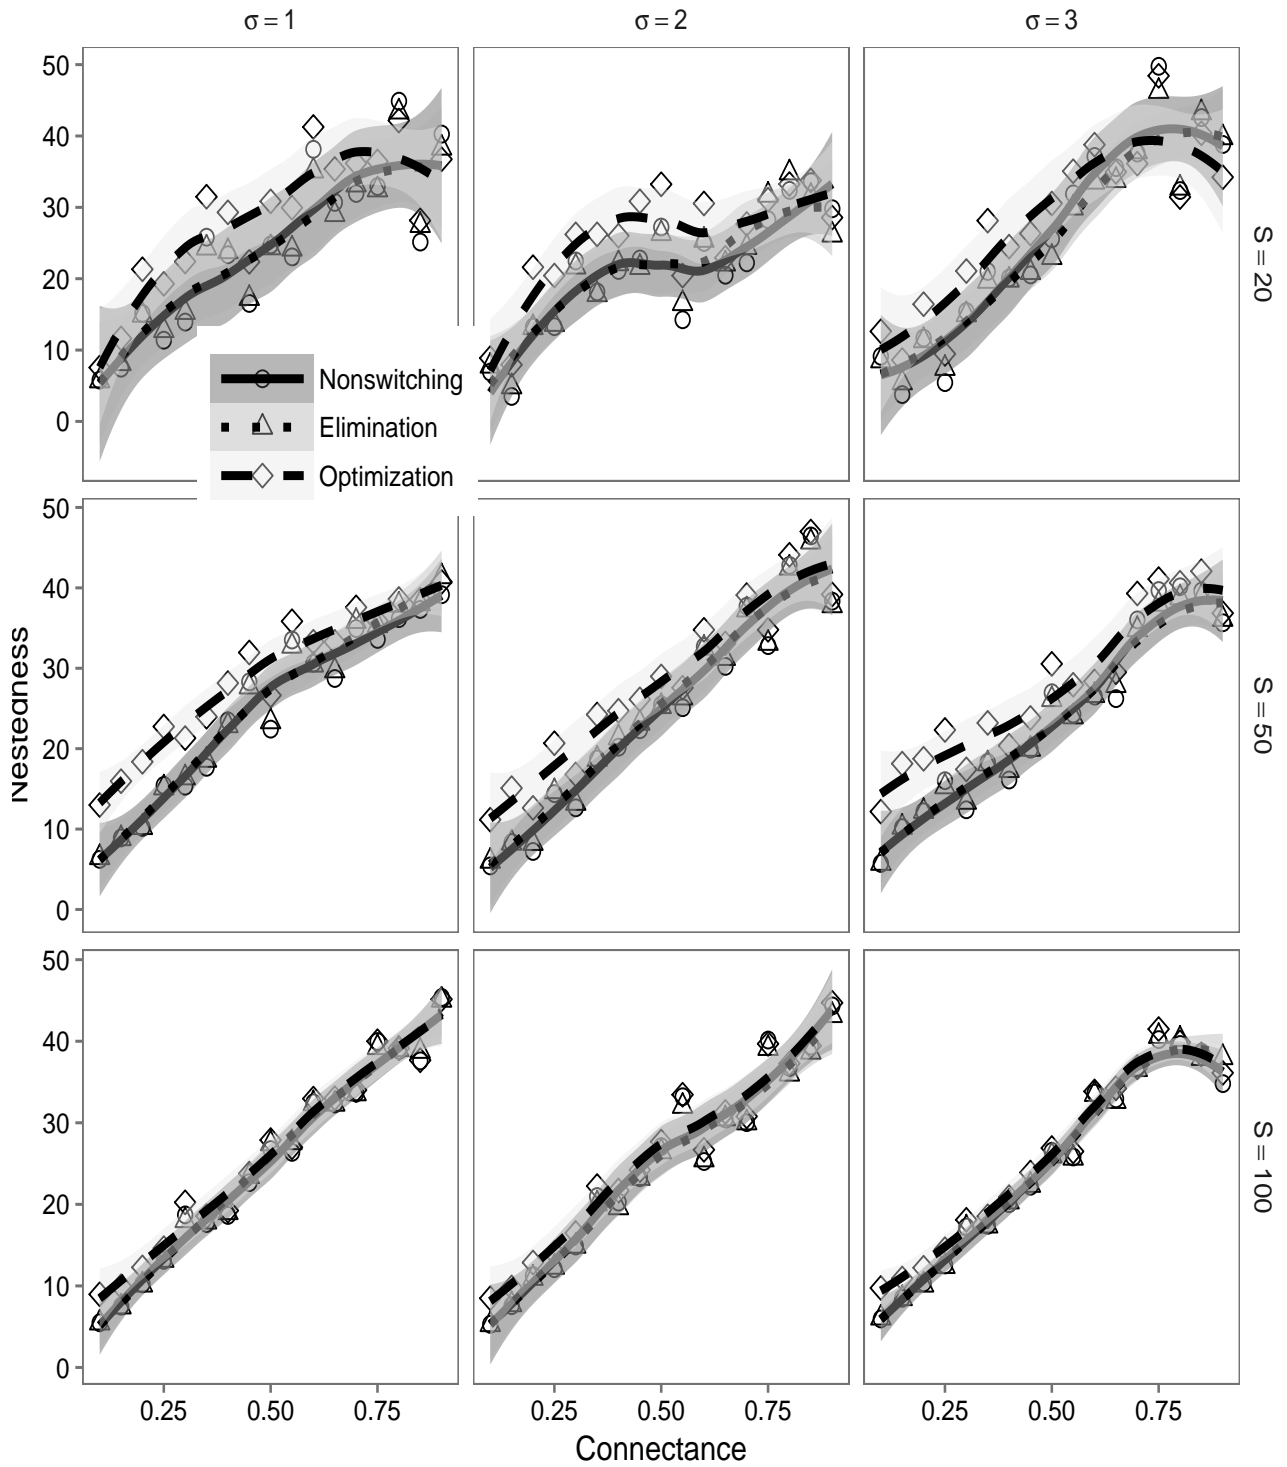 σ = 1
σ = 2
σ = 3
50
40
30
20
10
0
S = 20
Nonswitching
Elimination
Optimization
50
40
30
20
10
0
S = 50
Nestedness
50
40
30
20
10
0
S = 100
0.25 0.50 0.75
0.25 0.50 0.75
0.25 0.50 0.75
Connectance